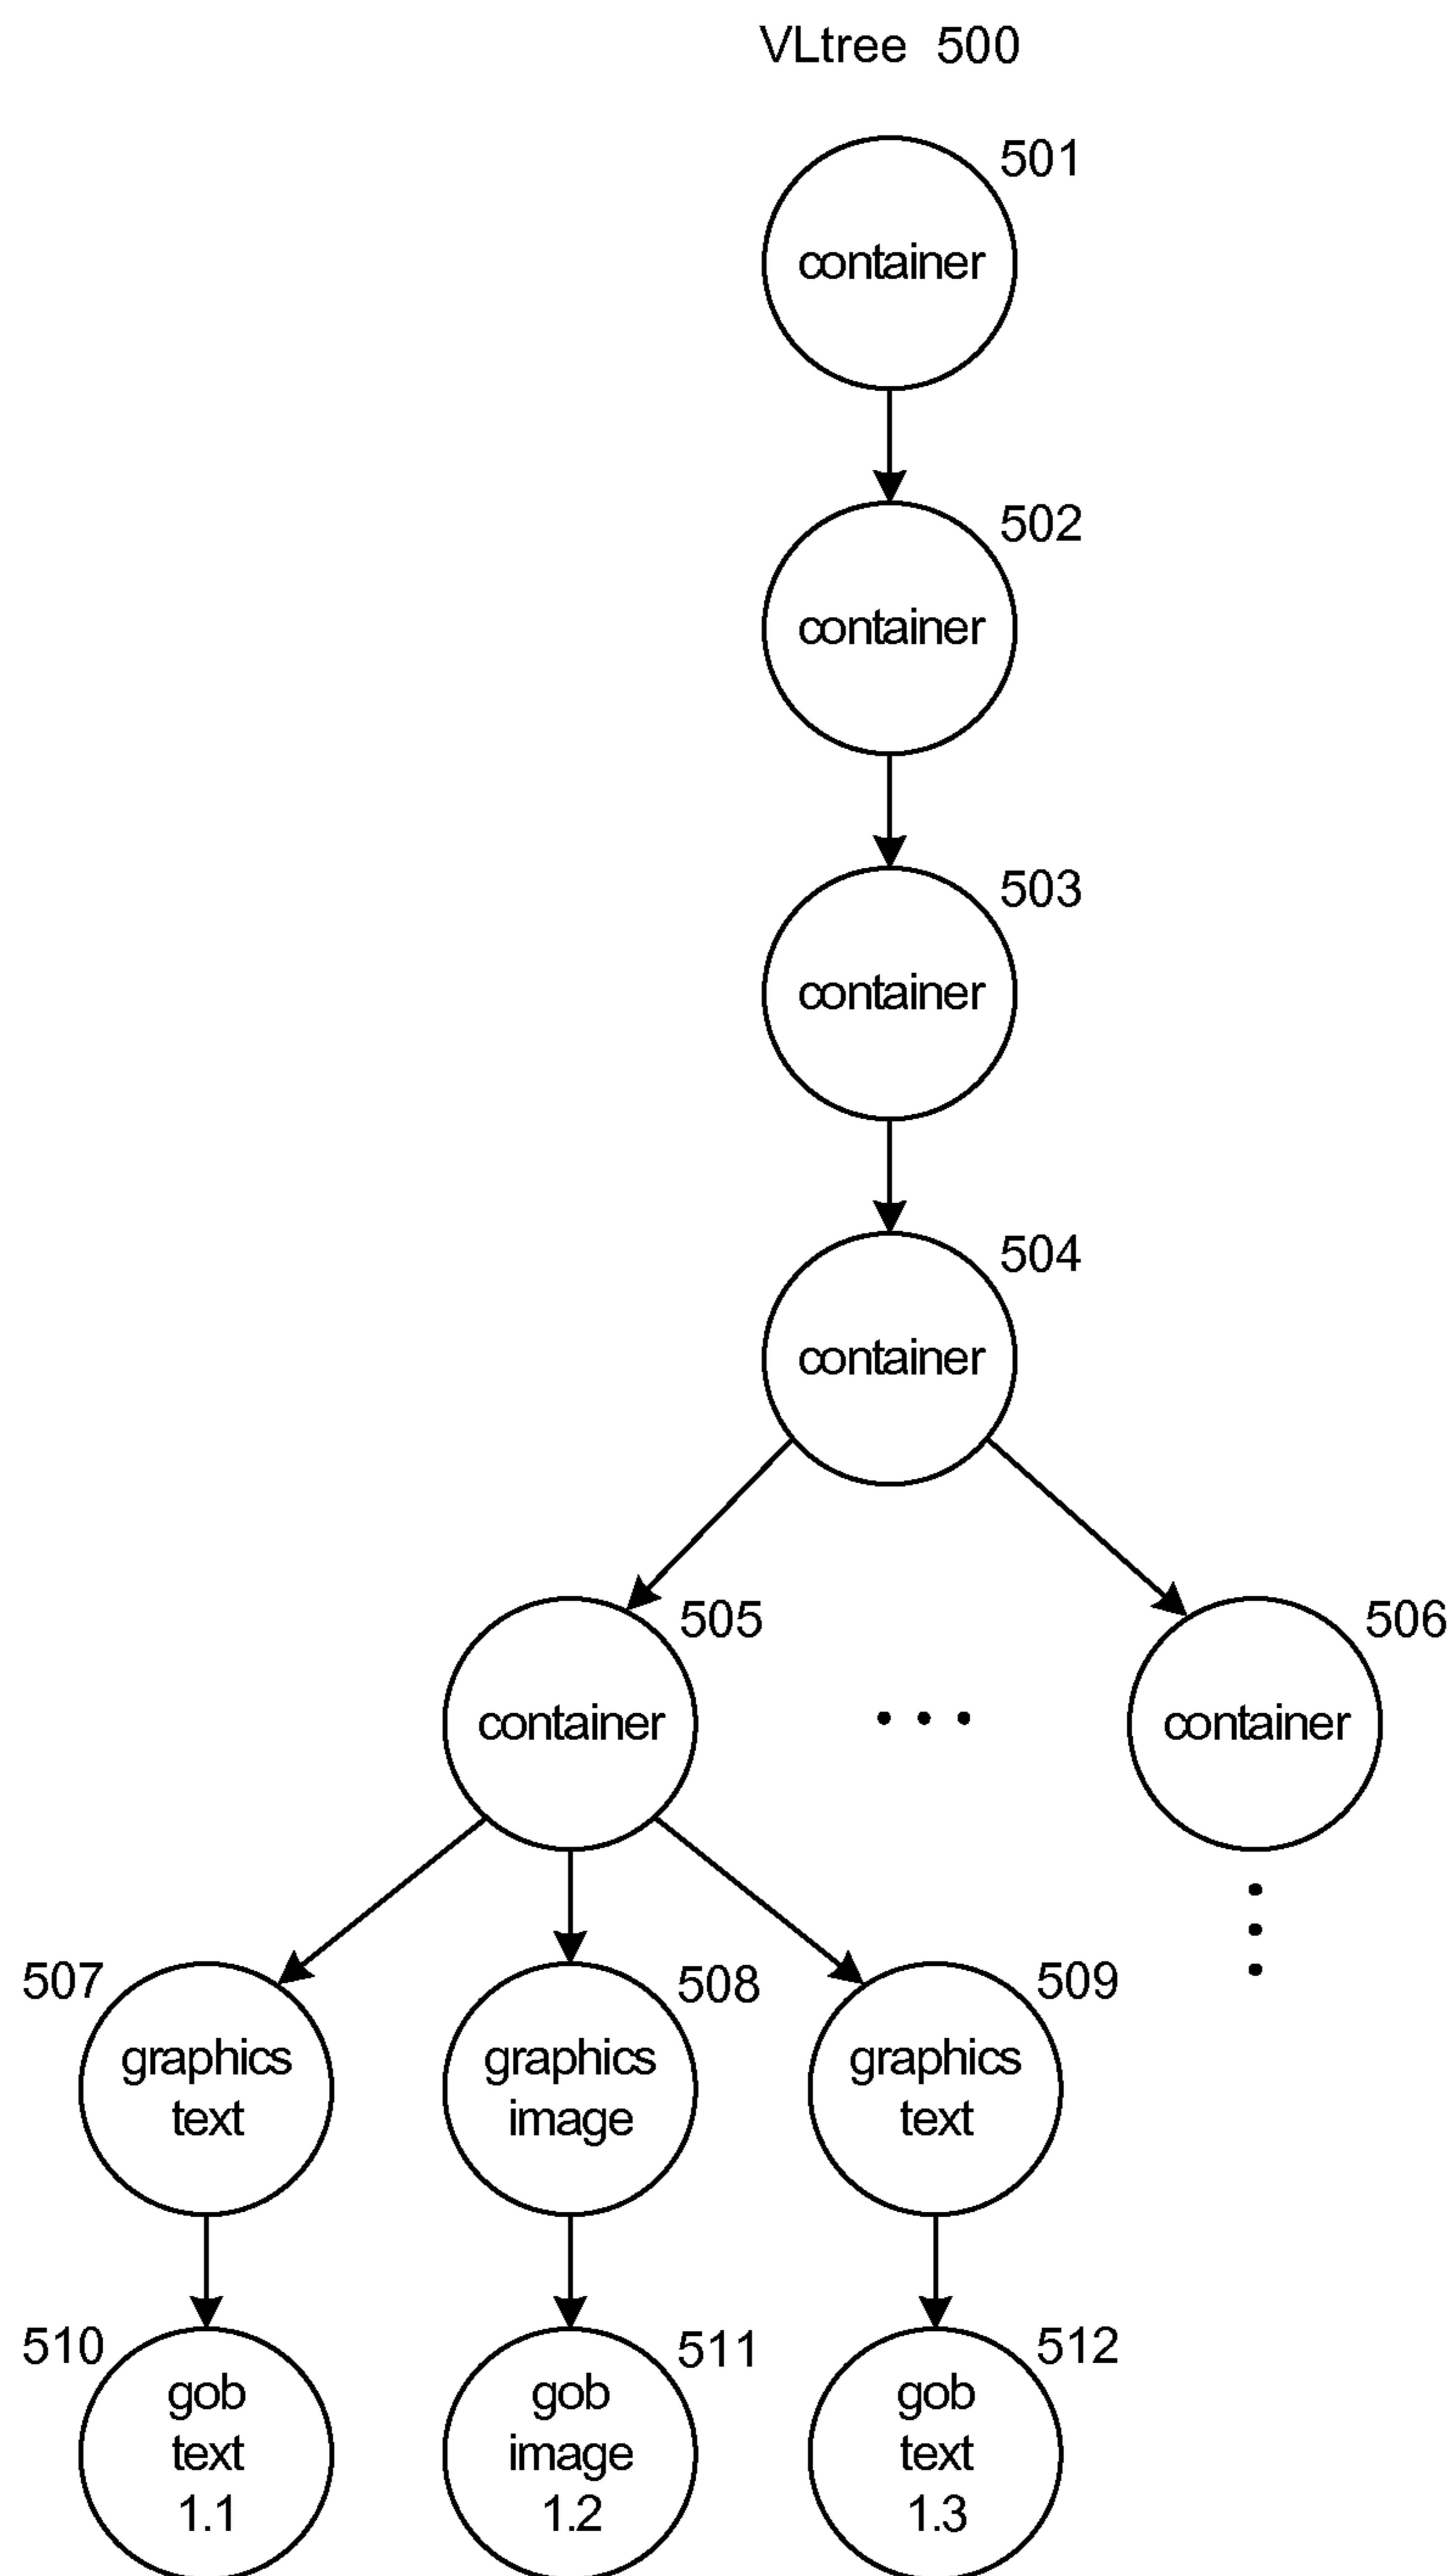 VLtree 500
501
container
502
container
503
container
504
container
505
506
container
...
container
507
508
509
graphics
text
graphics
image
graphics
text
510
511
512
gob
text
1.1
gob
image
1.2
gob
text
1.3